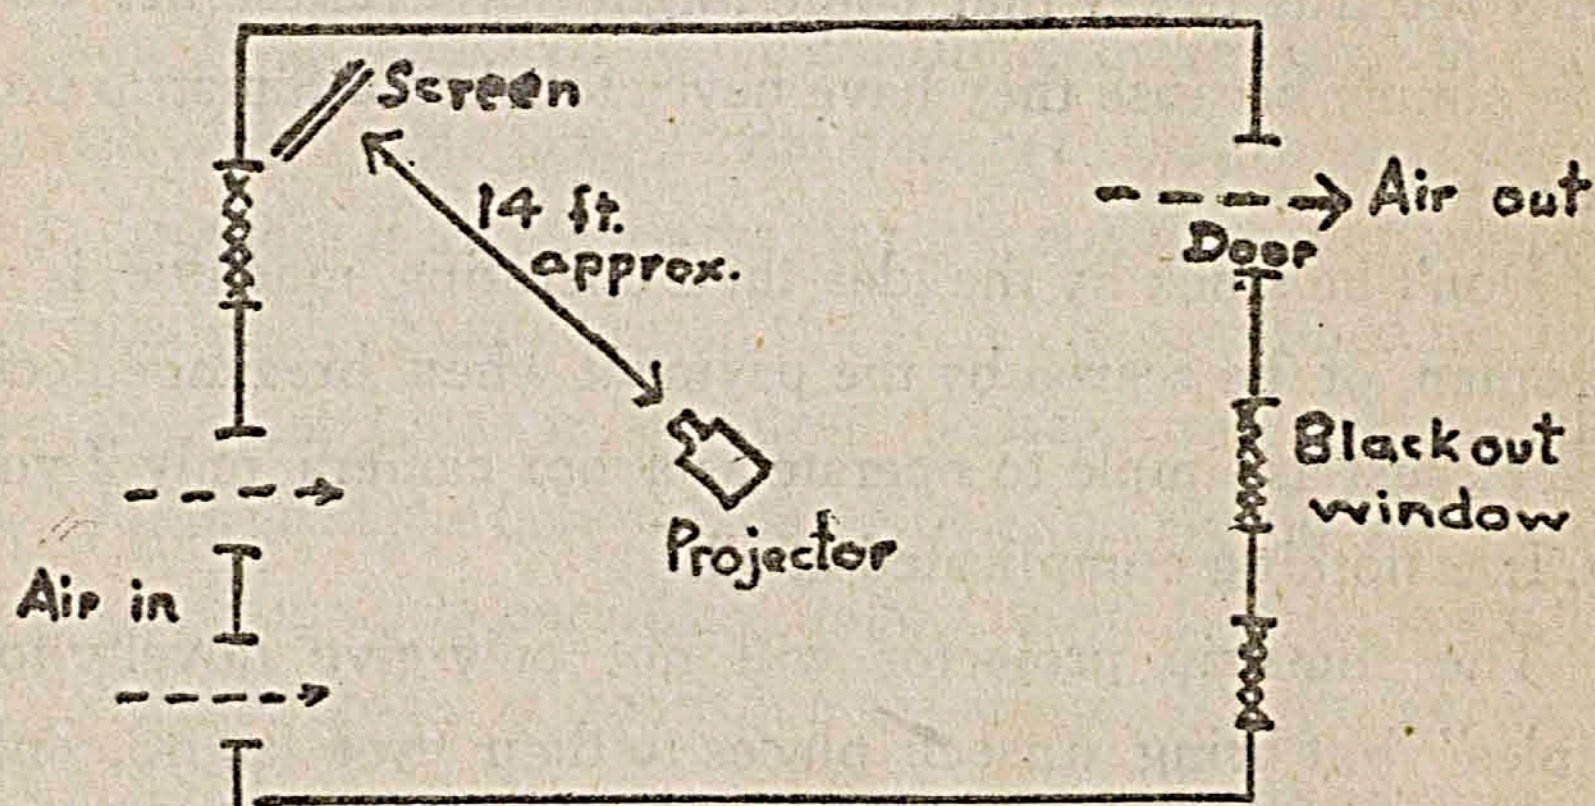 Screen
14 ft.
approx.
Air out
Door
Blackout
window
Projector
Air in